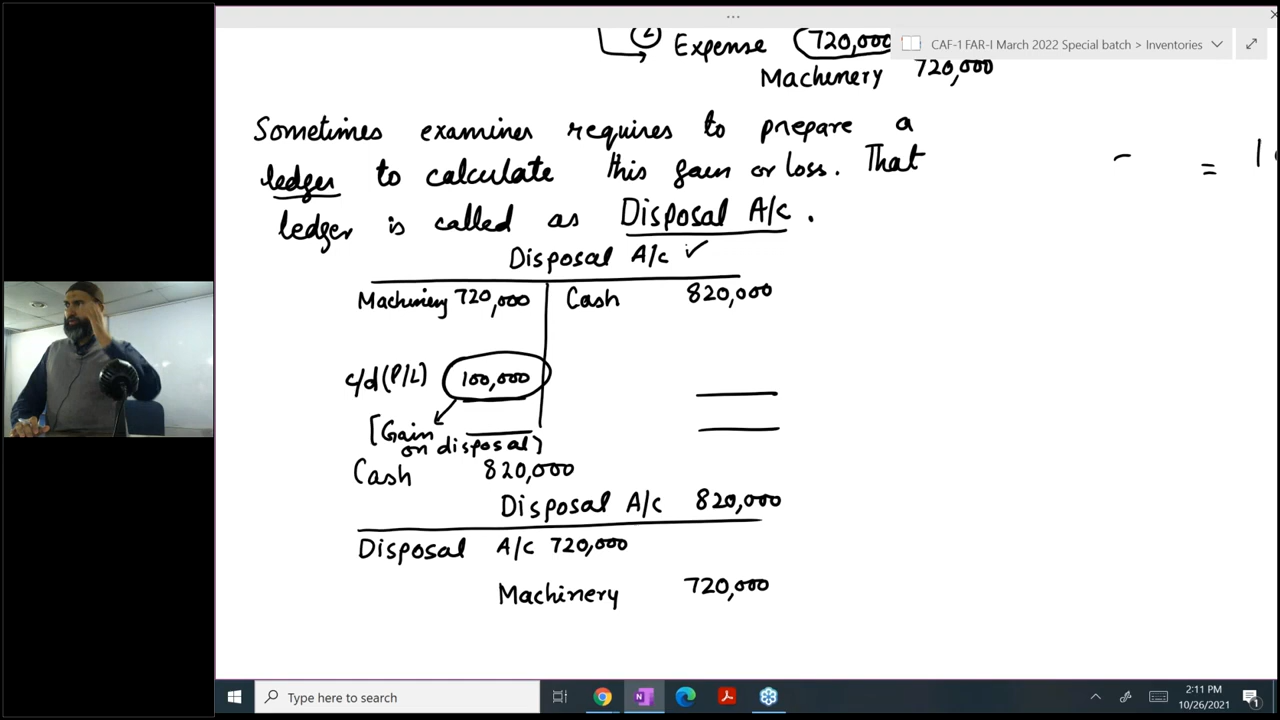 ...
② Expense 720,000
CAF-1 FAR-I March 2022 Special batch > Inventories
Machinery 720,000
Sometimes examiner requires to prepare a
ledger to calculate this gain or loss. That
ledger is called as Disposal A/c.
- =
Disposal A/c ✓
Machinery 720,000 Cash 820,000
c/d (P/L) 100,000
[Gain
on disposal]
Cash 820,000
Disposal A/c 820,000
Disposal A/c 720,000
Machinery 720,000
Type here to search
2:11 PM
10/26/2021
1